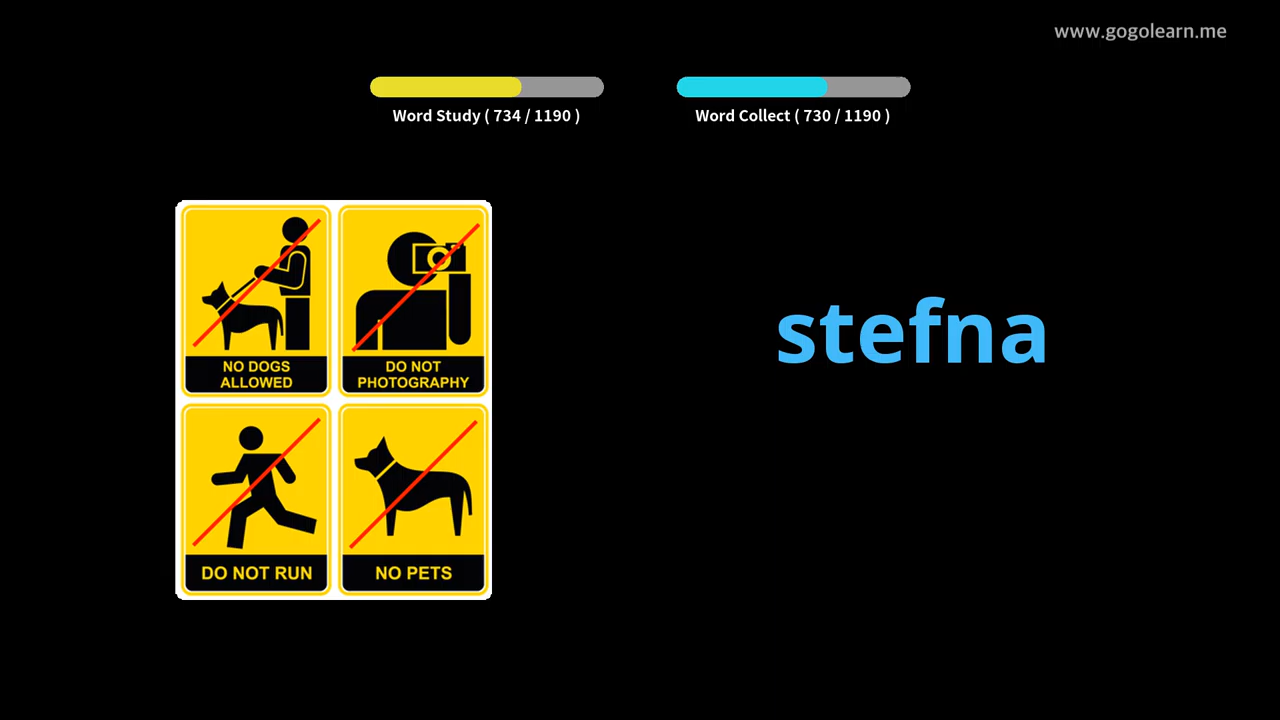 www.gogolearn.me
Word Study ( 734 / 1190 )
Word Collect ( 730 / 1190 )
NO DOGS
ALLOWED
DO NOT
PHOTOGRAPHY
DO NOT RUN
NO PETS
stefna